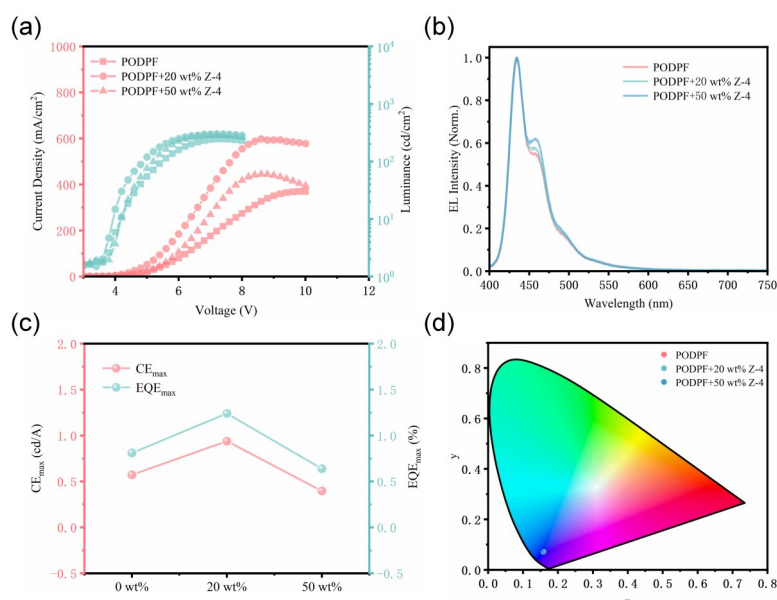 (a)
1000
800
600
400
200
0
Current Density (mA/cm²)
PODPF
PODPF+20 wt% Z-4
PODPF+50 wt% Z-4
10⁴
10³
10²
10¹
10⁰
Luminance (cd/cm²)
4 6 8 10 12
Voltage (V)
(b)
1.0
0.8
0.6
0.4
0.2
0.0
EL Intensity (Norm.)
PODPF
PODPF+20 wt% Z-4
PODPF+50 wt% Z-4
400 450 500 550 600 650 700 750
Wavelength (nm)
(c)
2.0
1.5
1.0
0.5
0.0
-0.5
CEmax (cd/A)
CEmax
EQEmax
2.0
1.5
1.0
0.5
0.0
-0.5
EQEmax (%)
0 wt% 20 wt% 50 wt%
(d)
0.8
0.6
0.4
0.2
0.0
y
PODPF
PODPF+20 wt% Z-4
PODPF+50 wt% Z-4
0.0 0.1 0.2 0.3 0.4 0.5 0.6 0.7 0.8